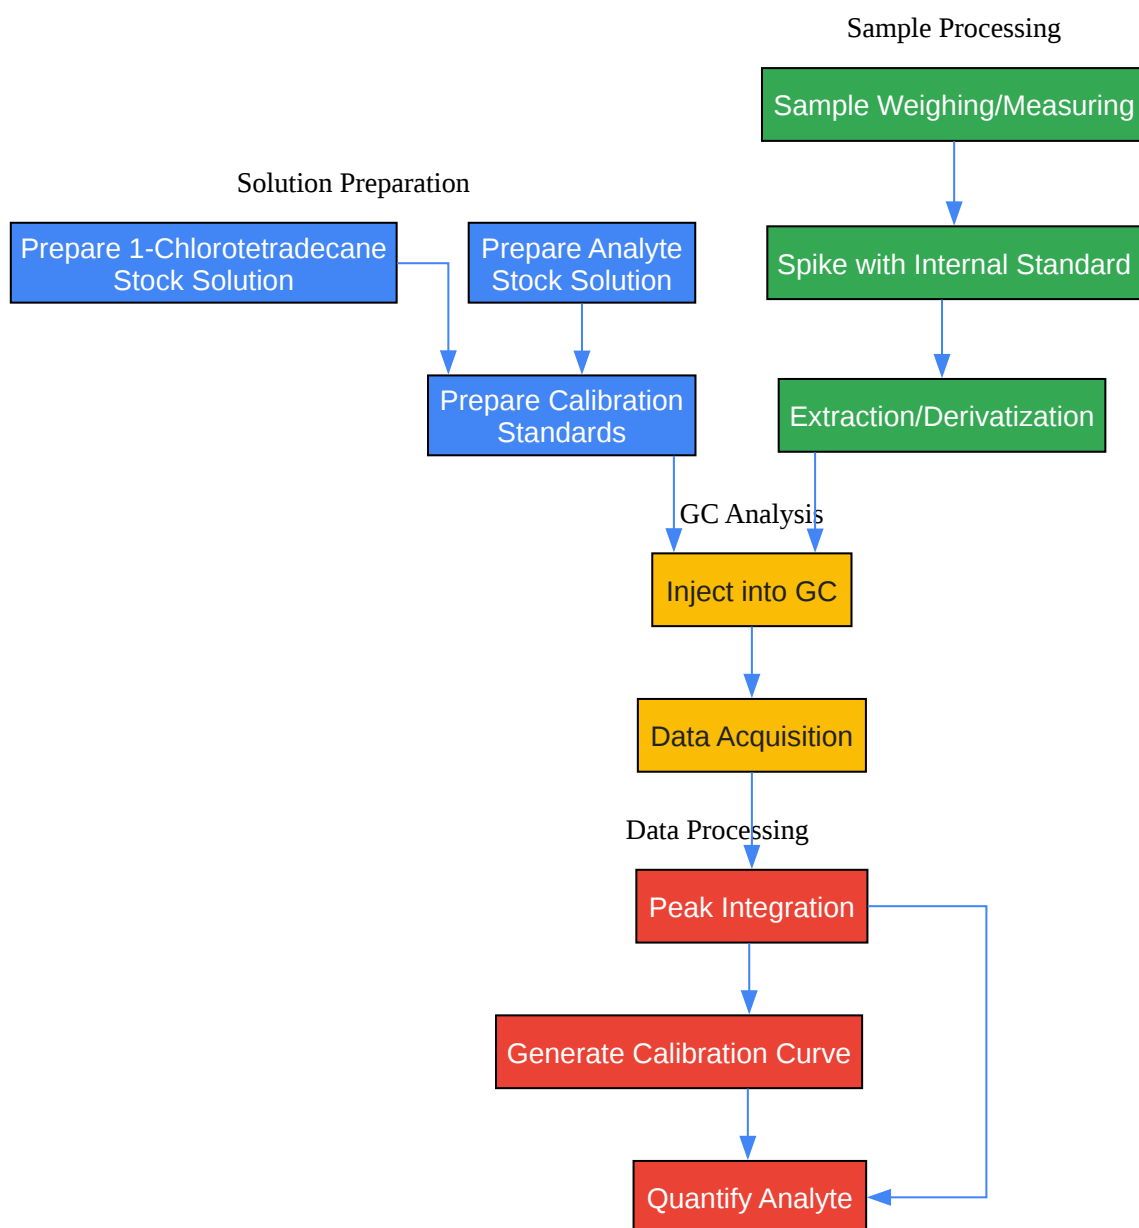 Sample Processing
Sample Weighing/Measuring
Solution Preparation
Prepare 1-Chlorotetradecane
Stock Solution
Prepare Analyte
Stock Solution
Spike with Internal Standard
Prepare Calibration
Standards
Extraction/Derivatization
GC Analysis
Inject into GC
Data Acquisition
Data Processing
Peak Integration
Generate Calibration Curve
Quantify Analyte